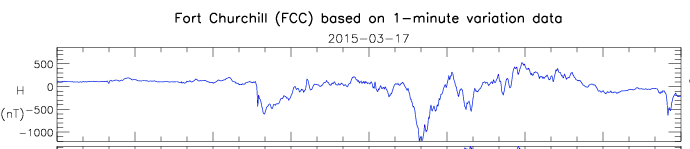 Fort Churchill (FCC) based on 1-minute variation data
2015-03-17
500
0
H
(nT)
-500
-1000